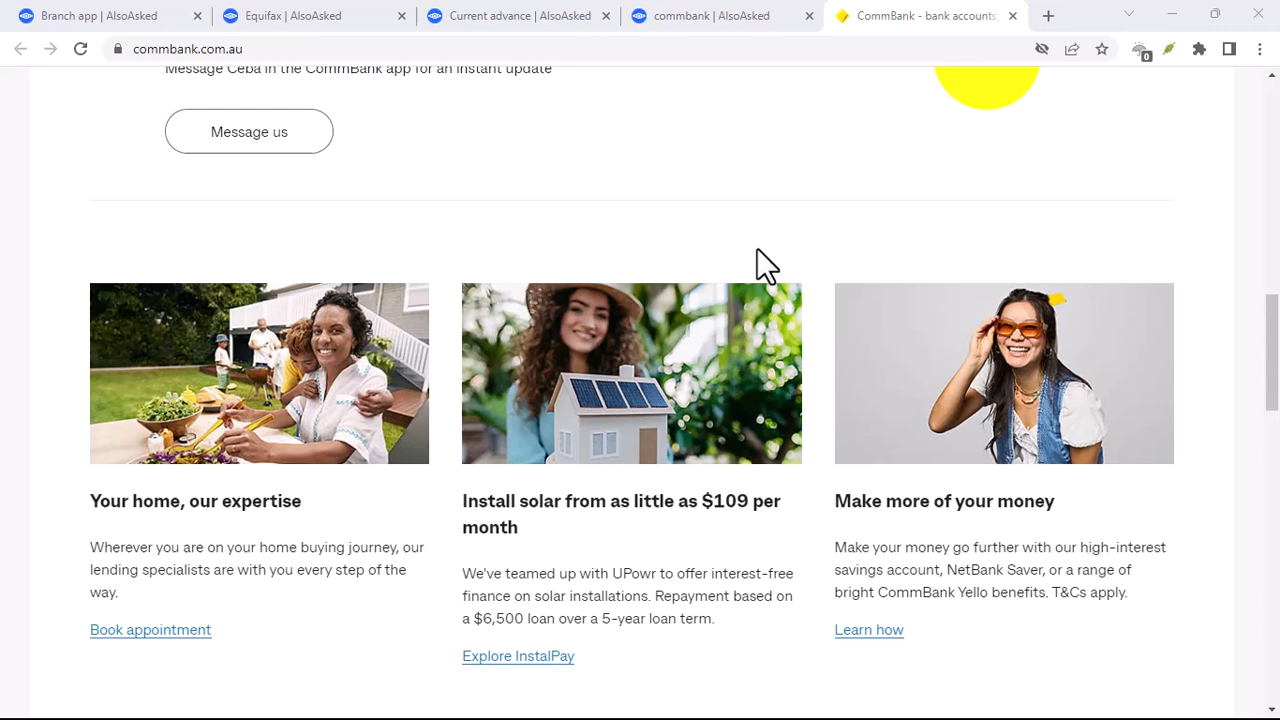 Branch app | AlsoAsked
Equifax | AlsoAsked
Current advance | AlsoAsked
commbank | AlsoAsked
CommBank - bank accounts,
commbank.com.au
0
Message Ceba in the CommBank app for an instant update
Message us
Your home, our expertise
Wherever you are on your home buying journey, our
lending specialists are with you every step of the
way.
Book appointment
Install solar from as little as $109 per
month
We've teamed up with UPowr to offer interest-free
finance on solar installations. Repayment based on
a $6,500 loan over a 5-year loan term.
Explore InstalPay
Make more of your money
Make your money go further with our high-interest
savings account, NetBank Saver, or a range of
bright CommBank Yello benefits. T&Cs apply.
Learn how